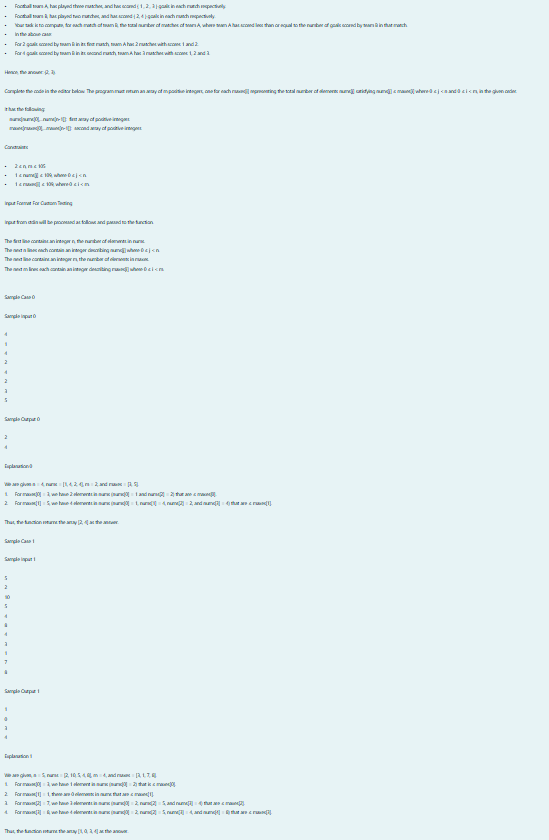 • Football team A, has played three matches, and has scored { 1 , 2 , 3 } goals in each match respectively.
• Football team B, has played two matches, and has scored { 2, 4 } goals in each match respectively.
• Your task is to compute, for each match of team B, the total number of matches of team A, where team A has scored less than or equal to the number of goals scored by team B in that match.
• In the above case:
• For 2 goals scored by team B in its first match, team A has 2 matches with scores 1 and 2.
• For 4 goals scored by team B in its second match, team A has 3 matches with scores 1, 2 and 3.
Hence, the answer: {2, 3}.
Complete the code in the editor below. The program must return an array of m positive integers, one for each maxes[i] representing the total number of elements nums[j] satisfying nums[j] ≤ maxes[i] where 0 ≤ j < n and 0 ≤ i < m, in the given order.
It has the following:
nums[nums[0],...nums[n-1]]: first array of positive integers
maxes[maxes[0],...maxes[n-1]]: second array of positive integers
Constraints
• 2 ≤ n, m ≤ 105
• 1 ≤ nums[j] ≤ 109, where 0 ≤ j < n.
• 1 ≤ maxes[i] ≤ 109, where 0 ≤ i < m.
Input Format For Custom Testing
Input from stdin will be processed as follows and passed to the function.
The first line contains an integer n, the number of elements in nums.
The next n lines each contain an integer describing nums[j] where 0 ≤ j < n.
The next line contains an integer m, the number of elements in maxes.
The next m lines each contain an integer describing maxes[i] where 0 ≤ i < m.
Sample Case 0
Sample Input 0
4
1
4
2
4
2
3
5
Sample Output 0
2
4
Explanation 0
We are given n = 4, nums = [1, 4, 2, 4], m = 2, and maxes = [3, 5].
1. For maxes[0] = 3, we have 2 elements in nums (nums[0] = 1 and nums[2] = 2) that are ≤ maxes[0].
2. For maxes[1] = 5, we have 4 elements in nums (nums[0] = 1, nums[1] = 4, nums[2] = 2, and nums[3] = 4) that are ≤ maxes[1].
Thus, the function returns the array [2, 4] as the answer.
Sample Case 1
Sample Input 1
5
2
10
5
4
8
4
3
1
7
8
Sample Output 1
1
0
3
4
Explanation 1
We are given, n = 5, nums = [2, 10, 5, 4, 8], m = 4, and maxes = [3, 1, 7, 8].
1. For maxes[0] = 3, we have 1 element in nums (nums[0] = 2) that is ≤ maxes[0].
2. For maxes[1] = 1, there are 0 elements in nums that are ≤ maxes[1].
3. For maxes[2] = 7, we have 3 elements in nums (nums[0] = 2, nums[2] = 5, and nums[3] = 4) that are ≤ maxes[2].
4. For maxes[3] = 8, we have 4 elements in nums (nums[0] = 2, nums[2] = 5, nums[3] = 4, and nums[4] = 8) that are ≤ maxes[3].
Thus, the function returns the array [1, 0, 3, 4] as the answer.